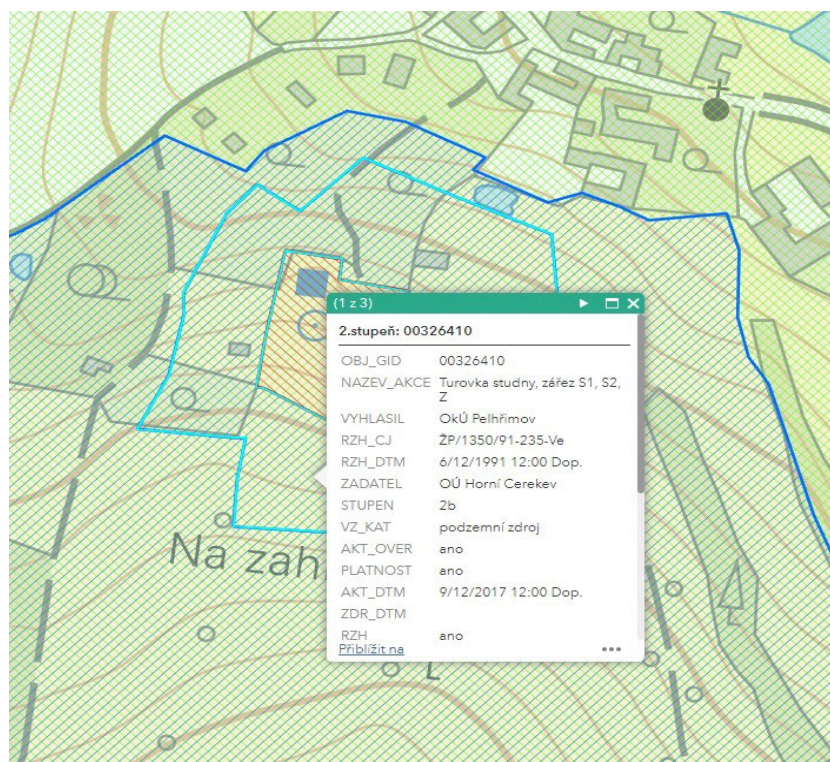 (1 z 3)
2.stupeň: 00326410
OBJ_GID 00326410
NAZEV_AKCE Turovka studny, zářez S1, S2,
Z
VYHLASIL OkÚ Pelhřimov
RZH_CJ ŽP/1350/91-235-Ve
RZH_DTM 6/12/1991 12:00 Dop.
ZADATEL OÚ Horní Cerekev
STUPEN 2b
VZ_KAT podzemní zdroj
AKT_OVER ano
PLATNOST ano
AKT_DTM 9/12/2017 12:00 Dop.
ZDR_DTM
RZH ano
Přiblížit na
Na zah